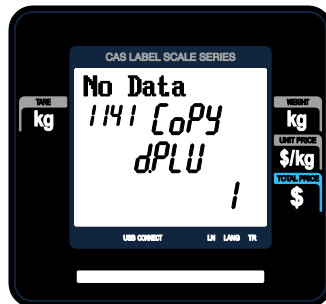 CAS LABEL SCALE SERIES
No Data
TARE
kg
1141 CoPY
d.PLU
1
WEIGHT
kg
UNIT PRICE
$/kg
TOTAL PRICE
$
USB CONNECT LN LANG TR